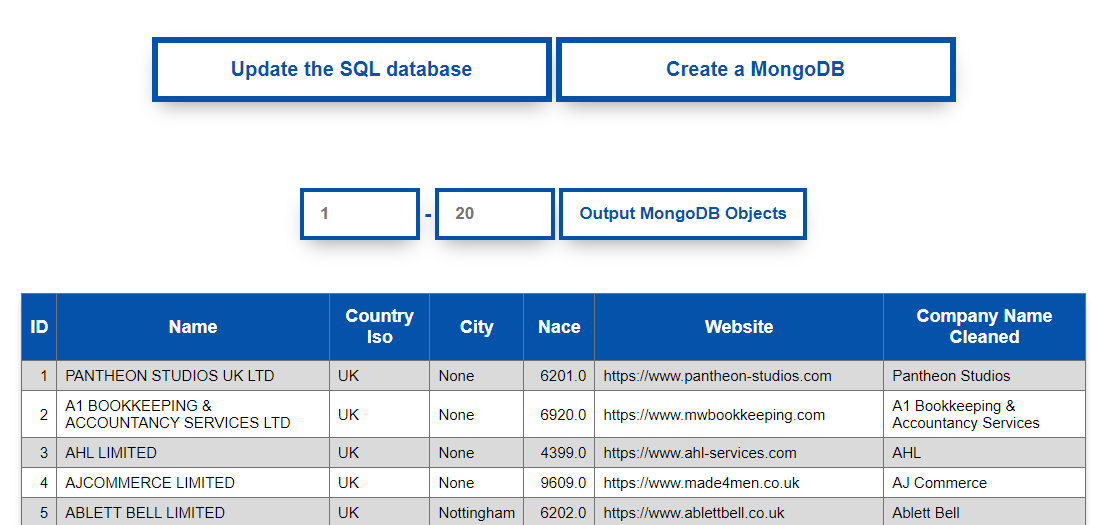 Update the SQL database Create a MongoDB
1 - 20 Output MongoDB Objects
ID Name Country Iso City Nace Website Company Name Cleaned
1 PANTHEON STUDIOS UK LTD UK None 6201.0 https://www.pantheon-studios.com Pantheon Studios
2 A1 BOOKKEEPING & ACCOUNTANCY SERVICES LTD UK None 6920.0 https://www.mwbookkeeping.com A1 Bookkeeping & Accountancy Services
3 AHL LIMITED UK None 4399.0 https://www.ahl-services.com AHL
4 AJCOMMERCE LIMITED UK None 9609.0 https://www.made4men.co.uk AJ Commerce
5 ABLETT BELL LIMITED UK Nottingham 6202.0 https://www.ablettbell.co.uk Ablett Bell